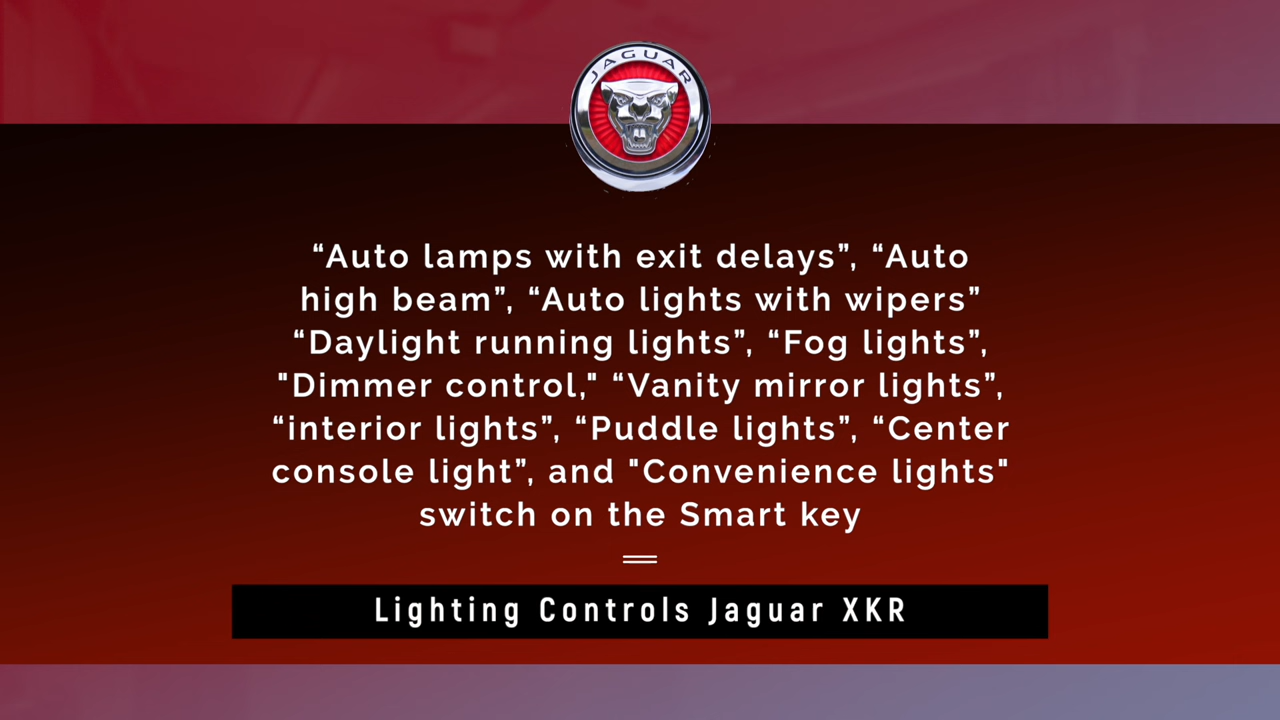 JAGUAR
“Auto lamps with exit delays”, “Auto
high beam”, “Auto lights with wipers”
“Daylight running lights”, “Fog lights”,
"Dimmer control," “Vanity mirror lights”,
“interior lights”, “Puddle lights”, “Center
console light”, and "Convenience lights"
switch on the Smart key
Lighting Controls Jaguar XKR